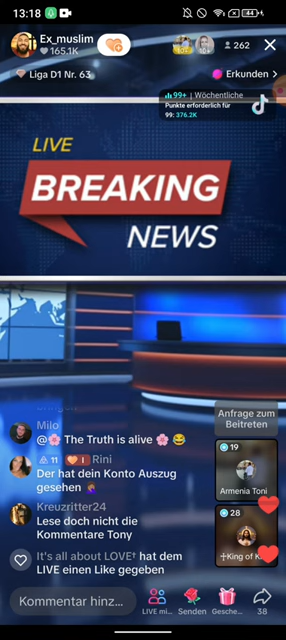 13:18
44
Ex_muslim
165.1K
262
Liga D1 Nr. 63
Erkunden
99+ | Wöchentliche
Punkte erforderlich für
99: 376.2K
LIVE
BREAKING
NEWS
Milo
@🌸 The Truth is alive 🌸 😂
11
Rini
Der hat dein Konto Auszug
gesehen
Kreuzritter24
Lese doch nicht die
Kommentare Tony
It's all about LOVE† hat dem
LIVE einen Like gegeben
Anfrage zum
Beitreten
19
Armenia Toni
28
✝King of K
Kommentar hinz...
LIVE mi...
Senden
Gesche...
38